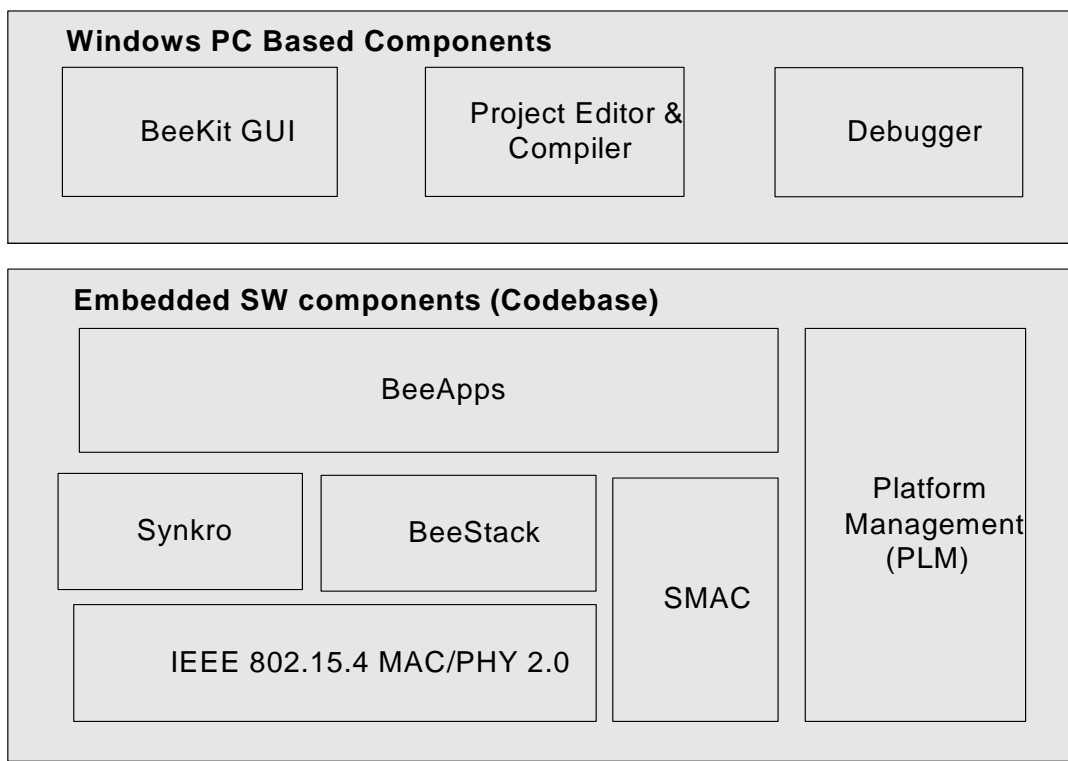 Windows PC Based Components
BeeKit GUI
Project Editor &
Compiler
Debugger
Embedded SW components (Codebase)
BeeApps
Platform
Management
(PLM)
Synkro
BeeStack
SMAC
IEEE 802.15.4 MAC/PHY 2.0